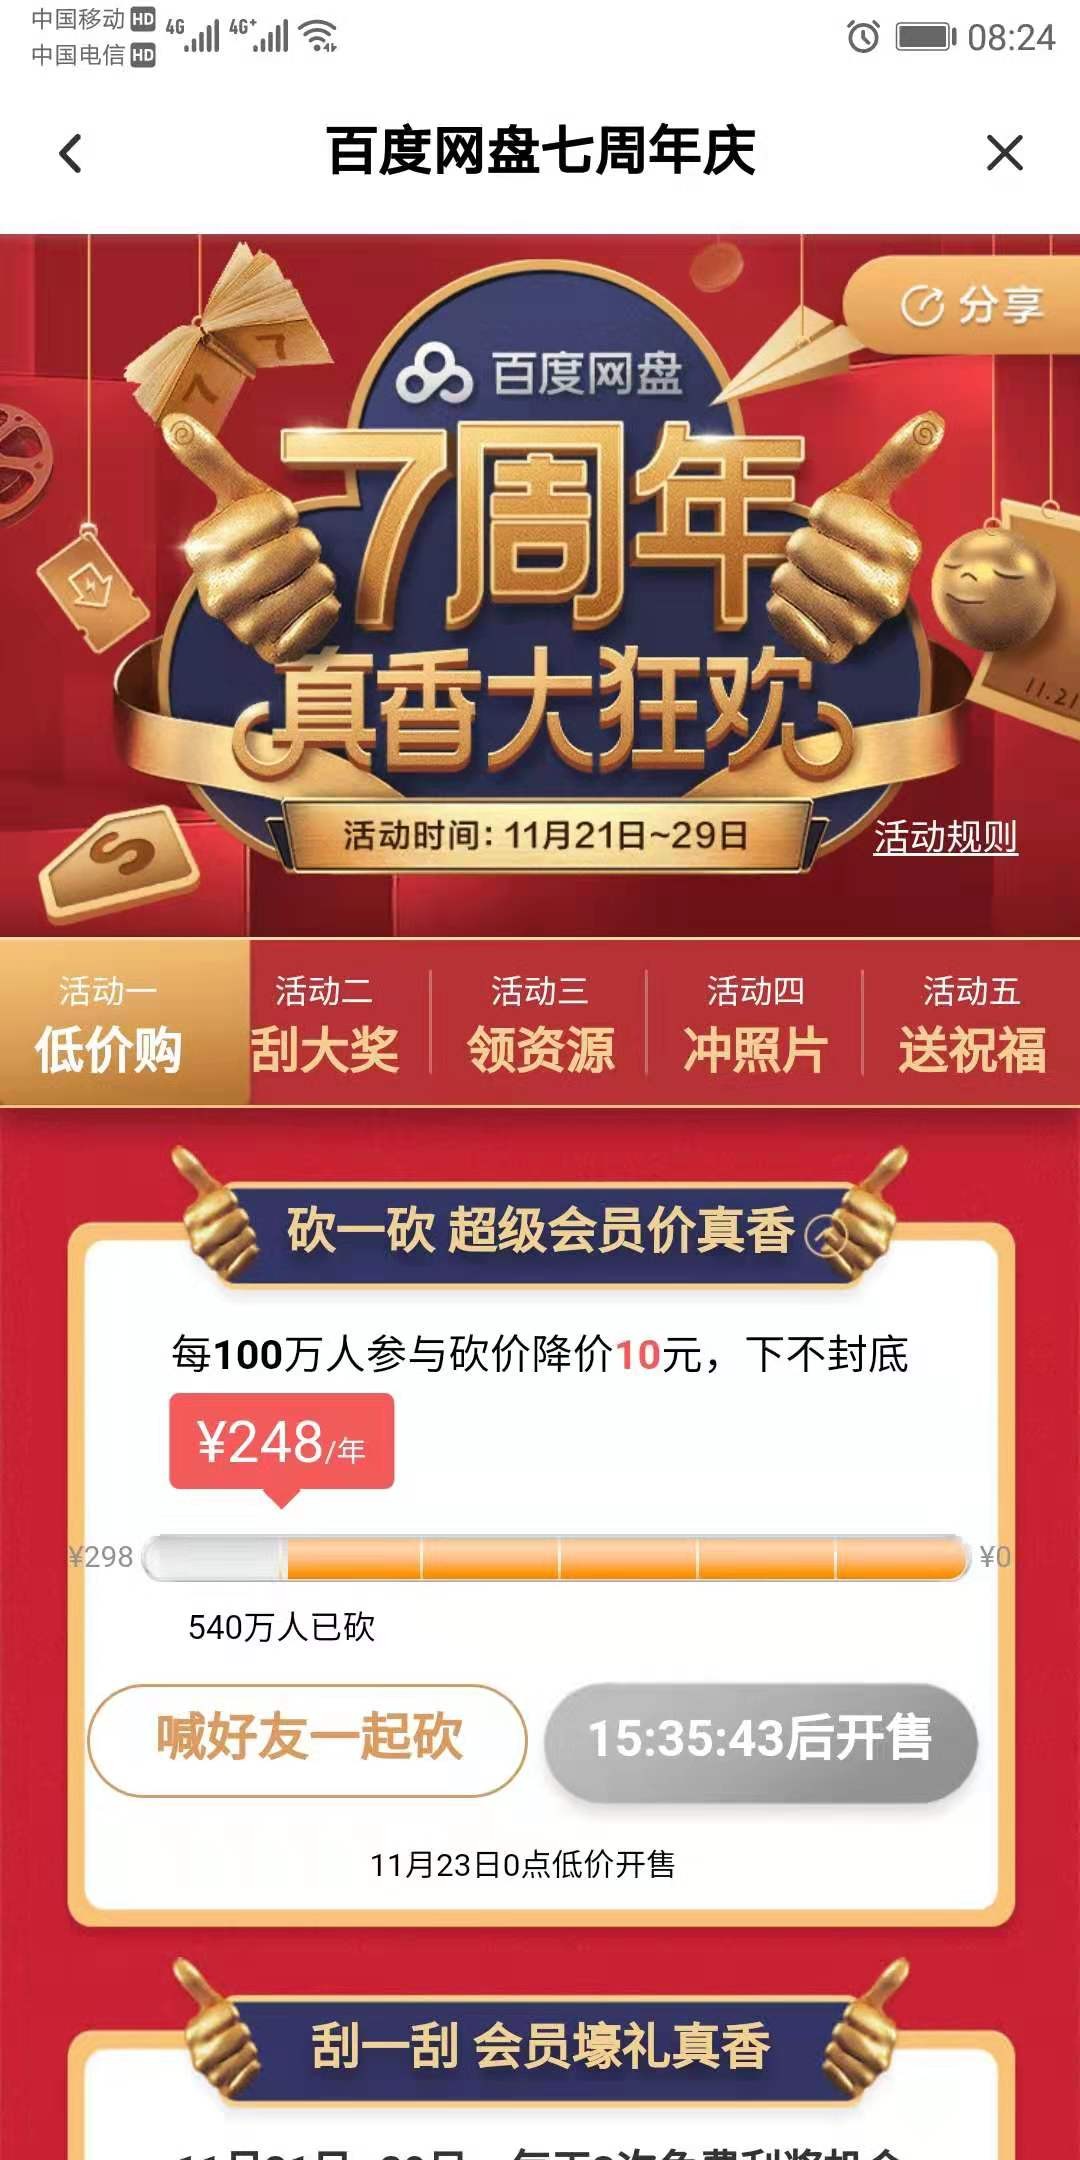 中国移动 HD 4G 4G+ 08:24
中国电信 HD
百度网盘七周年庆
分享
百度网盘
7周年
真香大狂欢
11.21
活动时间：11月21日~29日
活动规则
活动一 活动二 活动三 活动四 活动五
低价购 刮大奖 领资源 冲照片 送祝福
砍一砍 超级会员价真香
每100万人参与砍价降价10元，下不封底
¥248/年
¥298 ¥0
540万人已砍
喊好友一起砍 15:35:43后开售
11月23日0点低价开售
刮一刮 会员壕礼真香